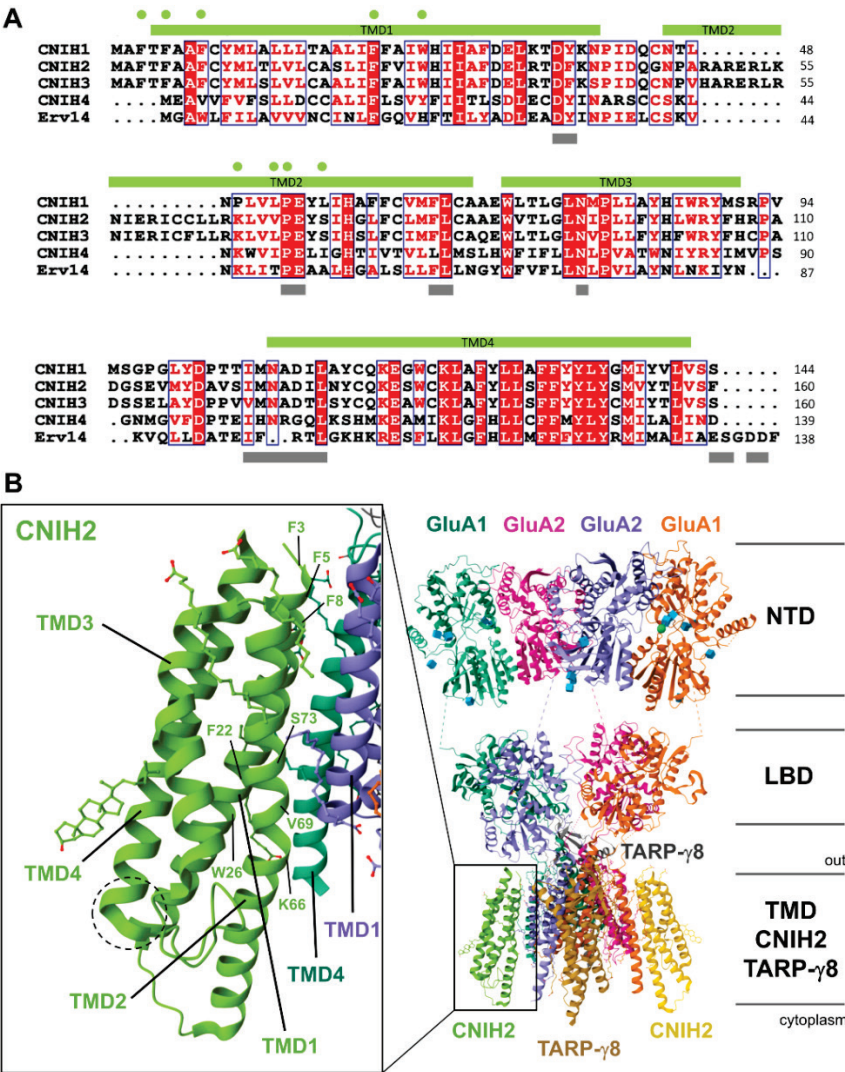 A
TMD1 TMD2
CNIH1 MAFTFAAFCYMLALLLTAALIFFAIWHIIAFDELKTDYKNPIDQCNTL....... 48
CNIH2 MAFTFAAFCYMLTLVLCASLIFFAIWHIIAFDELRTDFKNPIDQGNPARARERLK 55
CNIH3 MAFTFAAFCYMLSLVLCAALIFFAIWHIIAFDELRTDFKSPIDQCNPVHARERLR 55
CNIH4 ....MEAVVFVFSLLDCCALIFLSVYFIITLSDLECDYINARSCCSKL....... 44
Erv14 ....MGAWLFILAVVVNCINLFGQVHFTILYADLEADYINPIELCSKV....... 44
TMD2 TMD3
CNIH1 .........NPLVLPEYLIHAFFCVMFLCAAEWLTLGLNMPLLAYHIWRYMSRPV 94
CNIH2 NIERICCLLRKLVVPEYSIHGLFCLMFLCAAEWVTLGLNIPLLFYHLWRYFHRPA 110
CNIH3 NIERICFLLRKLVLPEYSIHSLFCIMFLCAQEWLTLGLNVPLLFYHFWRYFHCPA 110
CNIH4 .........NKWVIPELIGHTIVTVLLLMSLHWFIFLLNLPVATWNIYRYIMVPS 90
Erv14 .........NKLITPEAALHGALSLLFLLNGYWFVFLLNLPVLAYNLNKIYN... 87
TMD4
CNIH1 MSGPGLYDPTTIMNADILAYCQKEGWCKLAFYLLAFFYYLYGMIYVLVSS..... 144
CNIH2 DGSEVMYDAVSIMNADILNYCQKESWCKLAFYLLSFFYYLYSMVYTLVSF..... 160
CNIH3 DSSELAYDPPVVMNADTLSYCQKEAWCKLAFYLLSFFYYLYCMIYTLVSS..... 160
CNIH4 .GNMGVFDPTEIHNRGQLKSHMKEAMIKLGFHLLCFFMYLYSMILALIND..... 139
Erv14 ..KVQLLDATEIF..RTLGKHKRESFLKLGFHLLMFFFYLYRMIMALIAESGDDF 138
B
CNIH2
F3
F5
F8
TMD3
F22
S73
V69
W26
K66
TMD4
TMD1
TMD4
TMD2
TMD1
GluA1 GluA2 GluA2 GluA1
NTD
LBD
TARP-γ8
out
TMD
CNIH2
TARP-γ8
cytoplasm
CNIH2
TARP-γ8
CNIH2